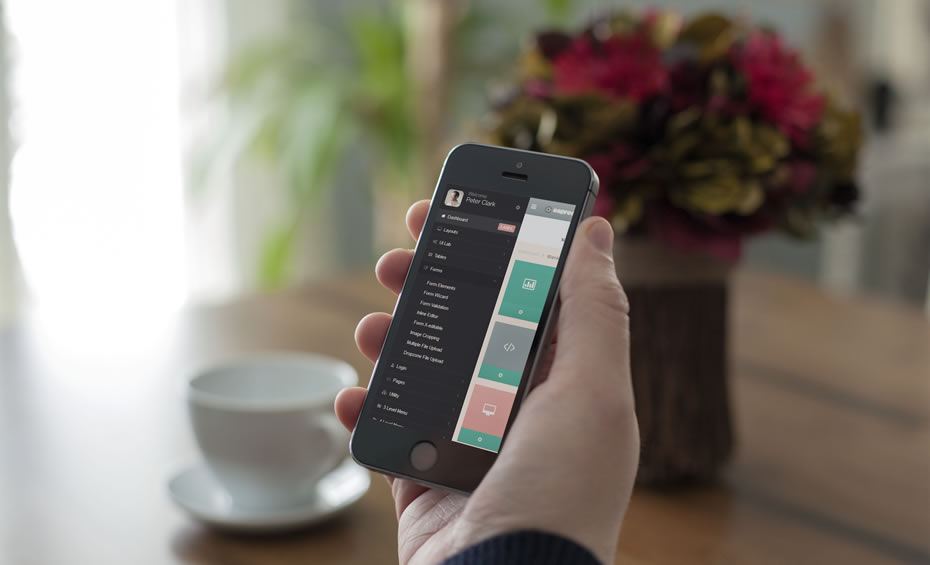 Welcome,
Peter Clark
Dashboard
Layouts
UI Lab
Tables
Forms
Form Elements
Form Wizard
Form Validation
Inline Editor
Form X-editable
Image Cropping
Multiple File Upload
Dropzone File Upload
Login
Pages
Utility
3 Level Menu